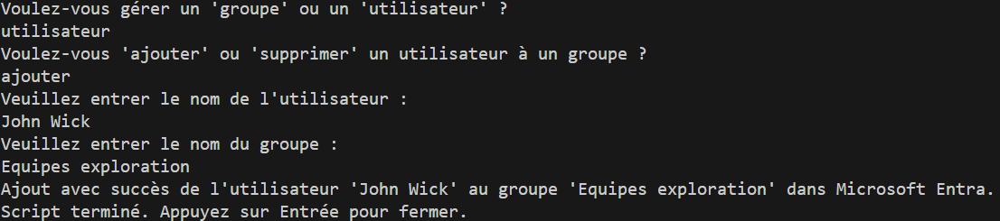 Voulez-vous gérer un 'groupe' ou un 'utilisateur' ?
utilisateur
Voulez-vous 'ajouter' ou 'supprimer' un utilisateur à un groupe ?
ajouter
Veuillez entrer le nom de l'utilisateur :
John Wick
Veuillez entrer le nom du groupe :
Equipes exploration
Ajout avec succès de l'utilisateur 'John Wick' au groupe 'Equipes exploration' dans Microsoft Entra.
Script terminé. Appuyez sur Entrée pour fermer.